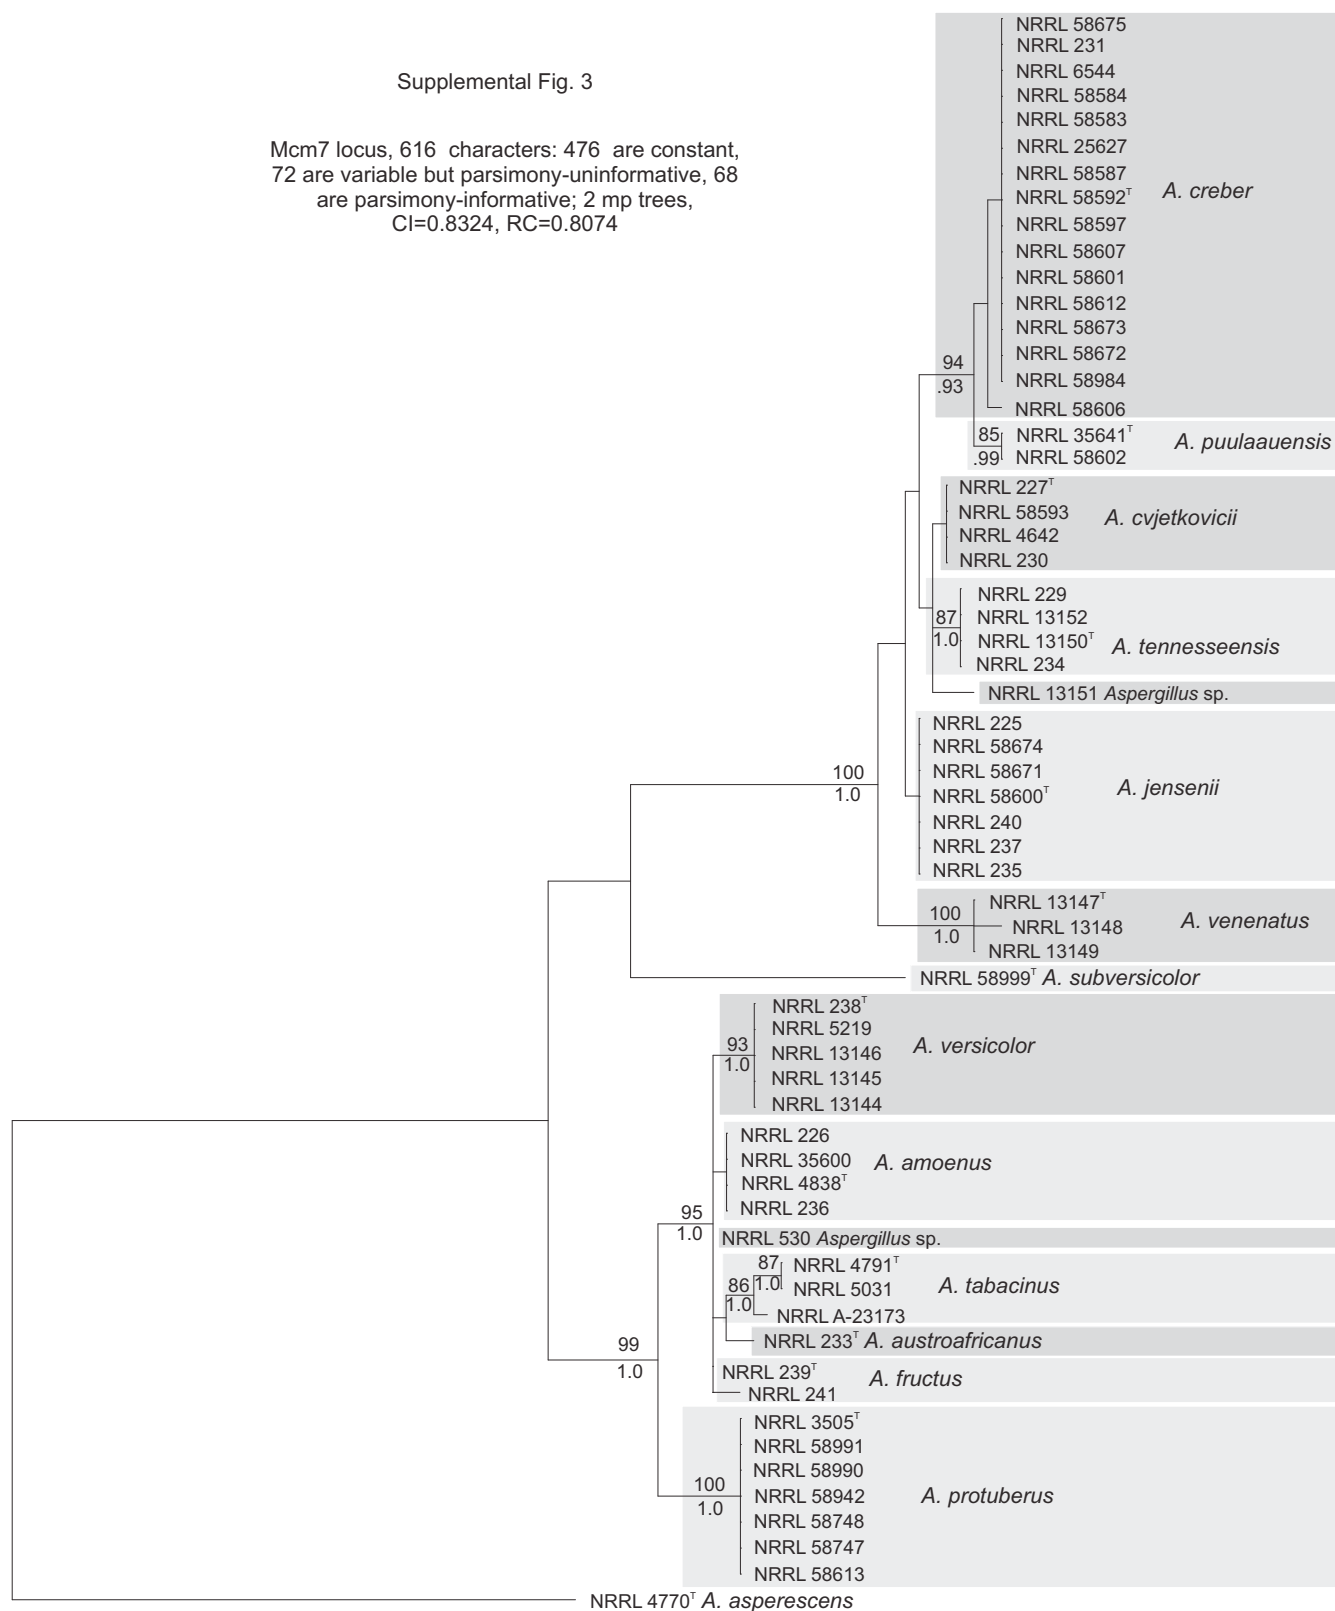 Supplemental Fig. 3
Mcm7 locus, 616 characters: 476 are constant,
72 are variable but parsimony-uninformative, 68
are parsimony-informative; 2 mp trees,
CI=0.8324, RC=0.8074
NRRL 58675
NRRL 231
NRRL 6544
NRRL 58584
NRRL 58583
NRRL 25627
NRRL 58587
NRRL 58592ᵀ
A. creber
NRRL 58597
NRRL 58607
NRRL 58601
NRRL 58612
NRRL 58673
NRRL 58672
NRRL 58984
94
.93
NRRL 58606
85
.99
NRRL 35641ᵀ
A. puulaauensis
NRRL 58602
NRRL 227ᵀ
NRRL 58593
A. cvjetkovicii
NRRL 4642
NRRL 230
NRRL 229
87
1.0
NRRL 13152
NRRL 13150ᵀ
A. tennesseensis
NRRL 234
NRRL 13151 Aspergillus sp.
NRRL 225
NRRL 58674
NRRL 58671
100
1.0
NRRL 58600ᵀ
A. jensenii
NRRL 240
NRRL 237
NRRL 235
NRRL 13147ᵀ
100
1.0
NRRL 13148
A. venenatus
NRRL 13149
NRRL 58999ᵀ A. subversicolor
NRRL 238ᵀ
NRRL 5219
93
1.0
NRRL 13146
A. versicolor
NRRL 13145
NRRL 13144
NRRL 226
NRRL 35600
A. amoenus
NRRL 4838ᵀ
NRRL 236
95
1.0
NRRL 530 Aspergillus sp.
87
1.0
NRRL 4791ᵀ
86
1.0
NRRL 5031
A. tabacinus
NRRL A-23173
NRRL 233ᵀ A. austroafricanus
99
1.0
NRRL 239ᵀ
A. fructus
NRRL 241
NRRL 3505ᵀ
NRRL 58991
NRRL 58990
100
1.0
NRRL 58942
A. protuberus
NRRL 58748
NRRL 58747
NRRL 58613
NRRL 4770ᵀ A. asperescens